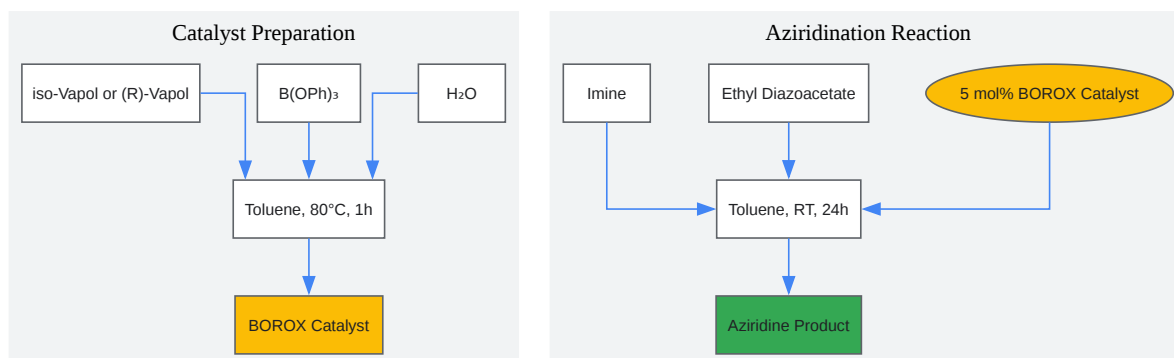 Catalyst Preparation
iso-Vapol or (R)-Vapol
B(OPh)₃
H₂O
Toluene, 80°C, 1h
BOROX Catalyst
Aziridination Reaction
Imine
Ethyl Diazoacetate
5 mol% BOROX Catalyst
Toluene, RT, 24h
Aziridine Product